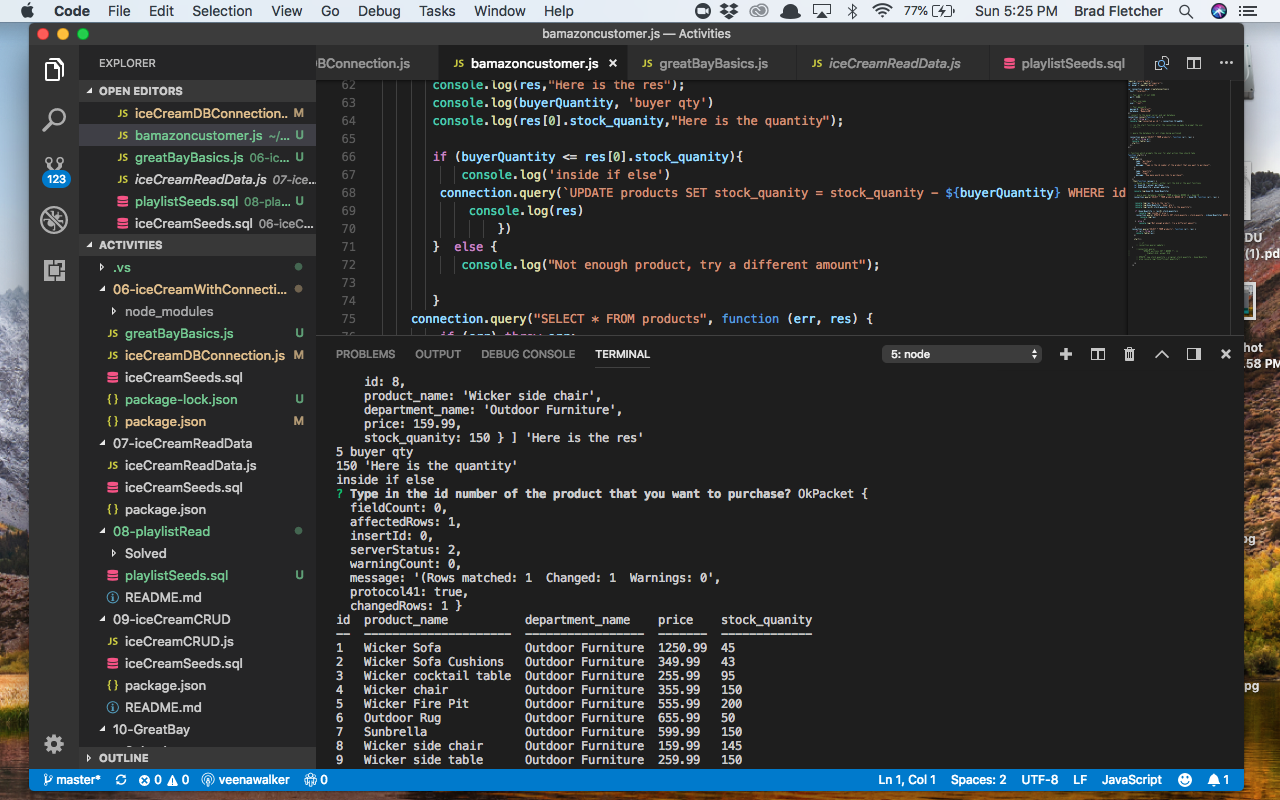 Code File Edit Selection View Go Debug Tasks Window Help 77% Sun 5:25 PM Brad Fletcher
bamazoncustomer.js — Activities
EXPLORER
OPEN EDITORS
JS iceCreamDBConnection.. M
JS bamazoncustomer.js ~/... U
JS greatBayBasics.js 06-ic... U
JS iceCreamReadData.js 07-ice...
playlistSeeds.sql 08-pla... U
iceCreamSeeds.sql 06-iceC...
123
ACTIVITIES
.vs
06-iceCreamWithConnecti...
node_modules
JS greatBayBasics.js U
JS iceCreamDBConnection.js M
iceCreamSeeds.sql
{ } package-lock.json U
{ } package.json M
07-iceCreamReadData
JS iceCreamReadData.js
iceCreamSeeds.sql
{ } package.json
08-playlistRead
Solved
playlistSeeds.sql U
README.md
09-iceCreamCRUD
JS iceCreamCRUD.js
iceCreamSeeds.sql
{ } package.json
README.md
10-GreatBay
OUTLINE
DBConnection.js JS bamazoncustomer.js × JS greatBayBasics.js JS iceCreamReadData.js playlistSeeds.sql
62 console.log(res,"Here is the res");
63 console.log(buyerQuantity, 'buyer qty')
64 console.log(res[0].stock_quanity,"Here is the quantity");
65
66 if (buyerQuantity <= res[0].stock_quanity){
67 console.log('inside if else')
68 connection.query(`UPDATE products SET stock_quanity = stock_quanity - ${buyerQuantity} WHERE id
69 console.log(res)
70 })
71 } else {
72 console.log("Not enough product, try a different amount");
73
74 }
75 connection.query("SELECT * FROM products", function (err, res) {
PROBLEMS OUTPUT DEBUG CONSOLE TERMINAL 5: node
id: 8,
product_name: 'Wicker side chair',
department_name: 'Outdoor Furniture',
price: 159.99,
stock_quanity: 150 } ] 'Here is the res'
5 buyer qty
150 'Here is the quantity'
inside if else
? Type in the id number of the product that you want to purchase? OkPacket {
fieldCount: 0,
affectedRows: 1,
insertId: 0,
serverStatus: 2,
warningCount: 0,
message: '(Rows matched: 1 Changed: 1 Warnings: 0',
protocol41: true,
changedRows: 1 }
id product_name department_name price stock_quanity
1 Wicker Sofa Outdoor Furniture 1250.99 45
2 Wicker Sofa Cushions Outdoor Furniture 349.99 43
3 Wicker cocktail table Outdoor Furniture 255.99 95
4 Wicker chair Outdoor Furniture 355.99 150
5 Wicker Fire Pit Outdoor Furniture 555.99 200
6 Outdoor Rug Outdoor Furniture 655.99 50
7 Sunbrella Outdoor Furniture 599.99 150
8 Wicker side chair Outdoor Furniture 159.99 145
9 Wicker side table Outdoor Furniture 259.99 150
master* 0 0 veenawalker 0 Ln 1, Col 1 Spaces: 2 UTF-8 LF JavaScript 1
DU
(1).pd
hot
.58 PM
pg